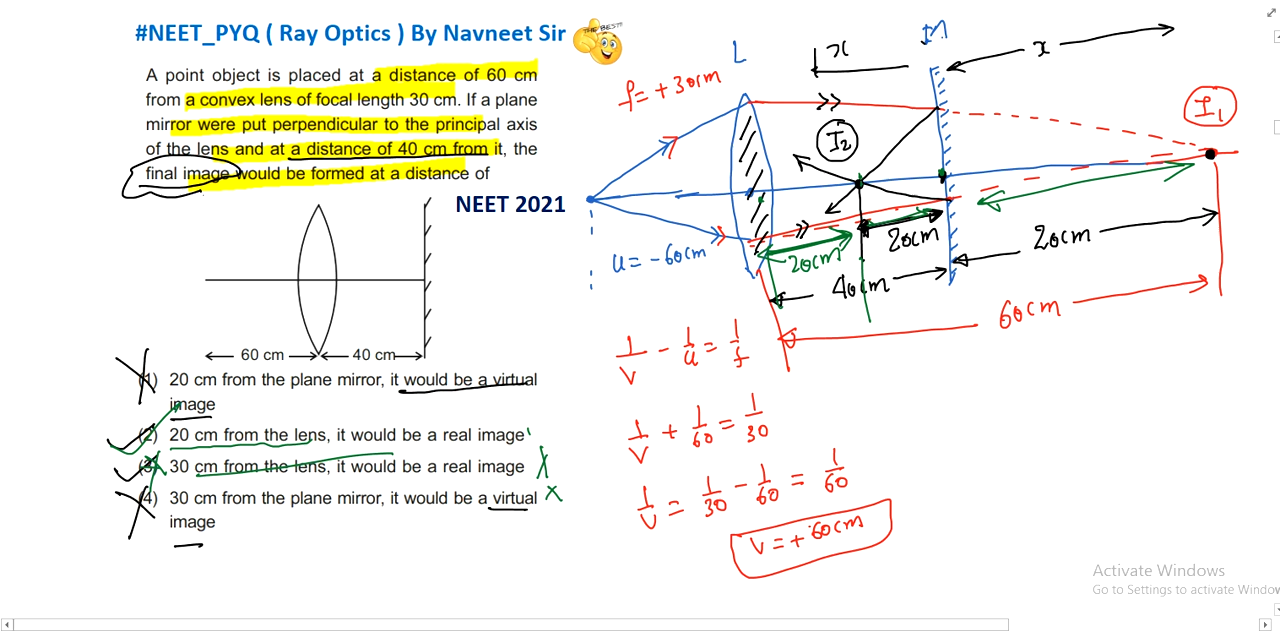 #NEET_PYQ ( Ray Optics ) By Navneet Sir
THE BEST!
A point object is placed at a distance of 60 cm
from a convex lens of focal length 30 cm. If a plane
mirror were put perpendicular to the principal axis
of the lens and at a distance of 40 cm from it, the
final image would be formed at a distance of
NEET 2021
60 cm
40 cm
(1) 20 cm from the plane mirror, it would be a virtual
image
(2) 20 cm from the lens, it would be a real image
(3) 30 cm from the lens, it would be a real image
(4) 30 cm from the plane mirror, it would be a virtual
image
L
x
M
x
f = +30cm
I1
I2
u = -60cm
20cm
20cm
20cm
40cm
60cm
1/V - 1/u = 1/f
1/V + 1/60 = 1/30
1/V = 1/30 - 1/60 = 1/60
V = + 60cm
Activate Windows
Go to Settings to activate Window